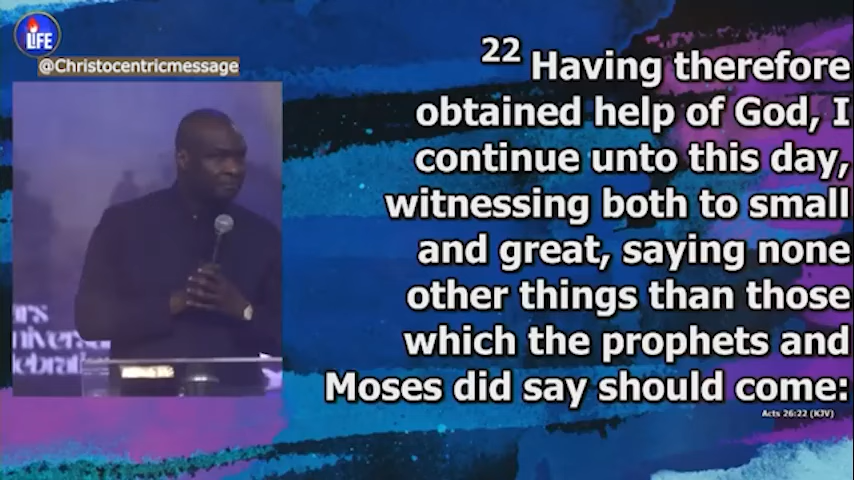 LIFE
@Christocentricmessage
22 Having therefore
obtained help of God, I
continue unto this day,
witnessing both to small
and great, saying none
other things than those
which the prophets and
Moses did say should come:
Acts 26:22 (KJV)